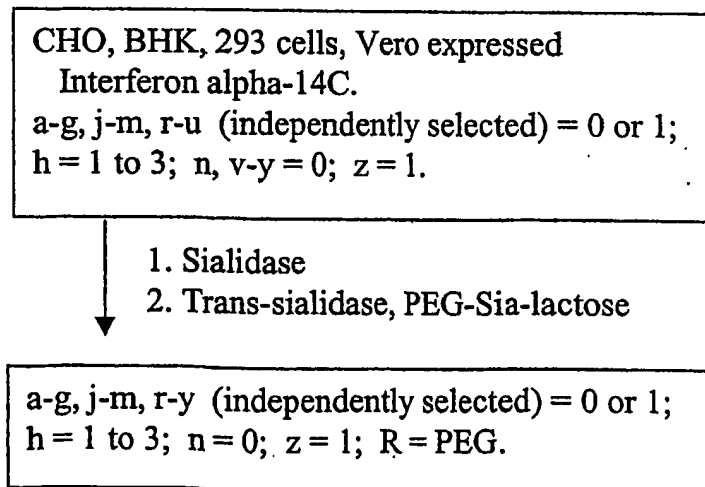 CHO, BHK, 293 cells, Vero expressed
Interferon alpha-14C.
a-g, j-m, r-u (independently selected) = 0 or 1;
h = 1 to 3; n, v-y = 0; z = 1.
1. Sialidase
2. Trans-sialidase, PEG-Sia-lactose
a-g, j-m, r-y (independently selected) = 0 or 1;
h = 1 to 3; n = 0; z = 1; R = PEG.